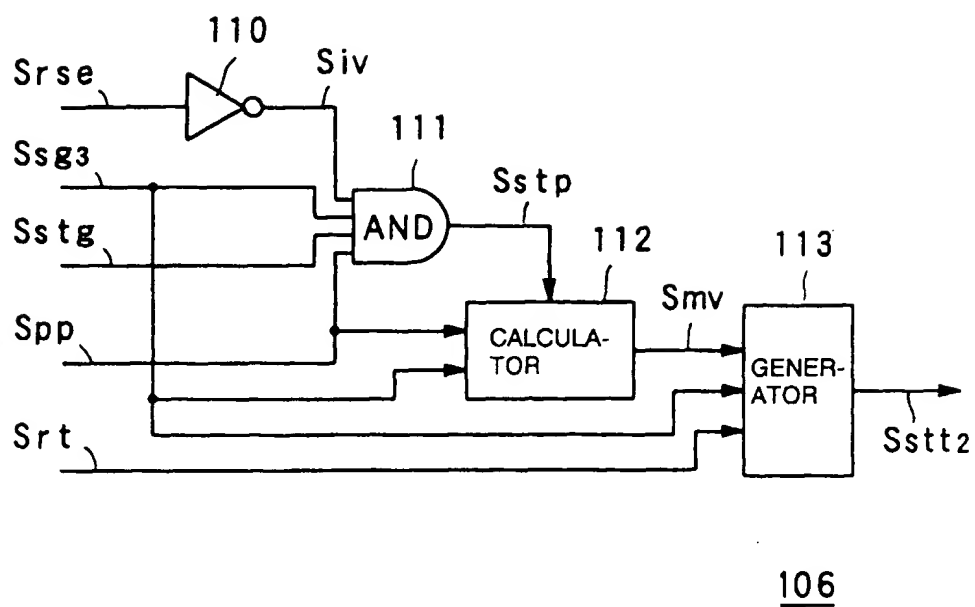 110
Srse
Siv
Ssg3
111
Sstp
Sstg
AND
112
113
Spp
CALCULA-
TOR
Smv
GENER-
ATOR
Srt
Sstt2
106